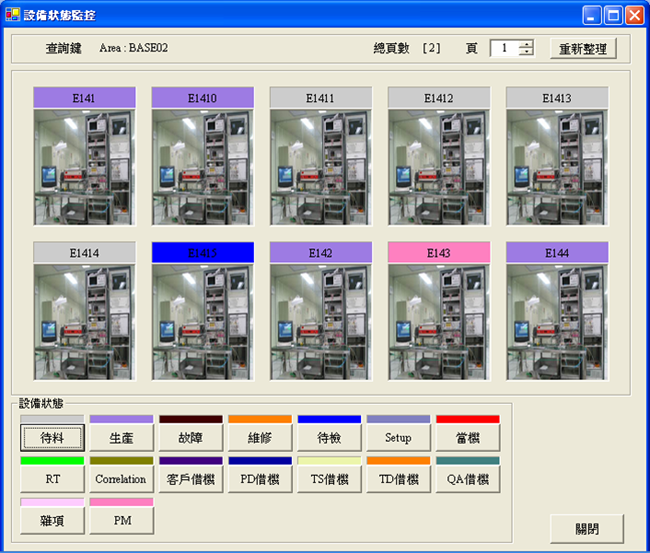 設備狀態監控
查詢鍵 Area : BASE02 總頁數 [2] 頁 1 重新整理
E141 E1410 E1411 E1412 E1413
E1414 E1415 E142 E143 E144
設備狀態
待料 生產 故障 維修 待檢 Setup 當機
RT Correlation 客戶借機 PD借機 TS借機 TD借機 QA借機
雜項 PM
關閉